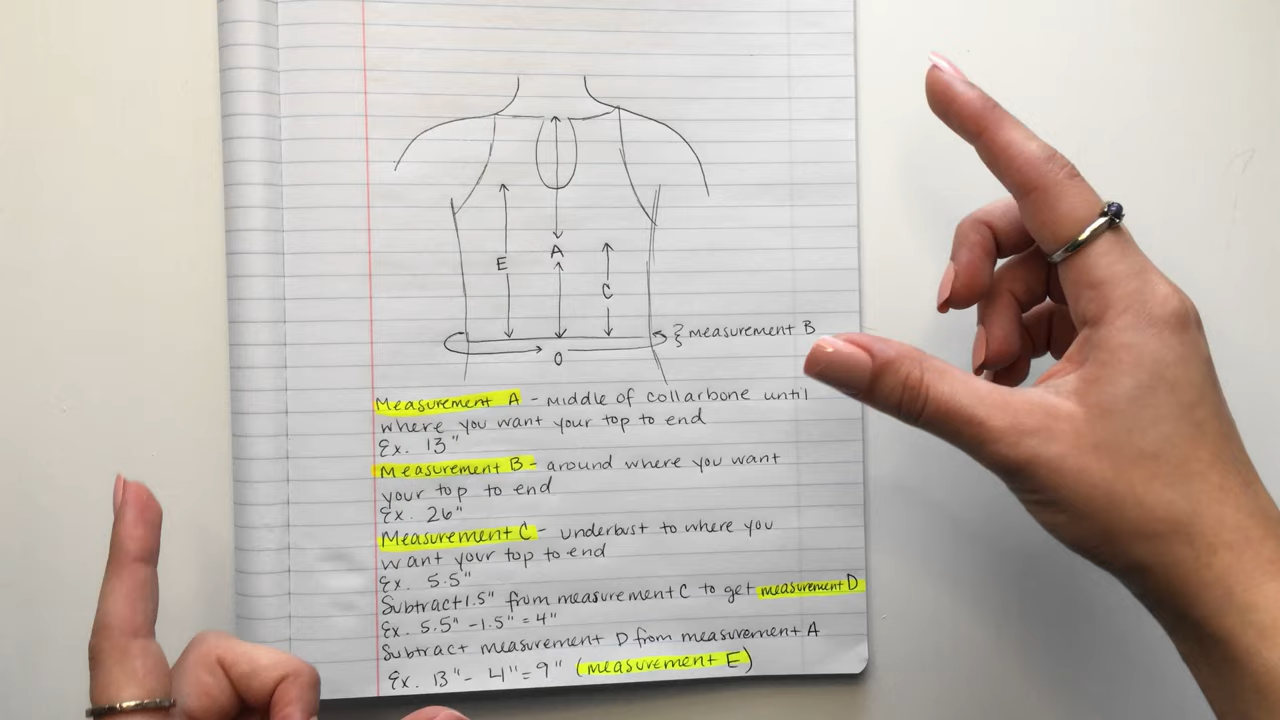 A
E
C
} measurement B
0
Measurement A - middle of collarbone until
where you want your top to end
Ex. 13"
Measurement B - around where you want
your top to end
Ex. 26"
Measurement C - underbust to where you
want your top to end
Ex. 5.5"
Subtract 1.5" from measurement C to get measurement D
Ex. 5.5" - 1.5" = 4"
Subtract measurement D from measurement A
Ex. 13" - 4" = 9" (measurement E)